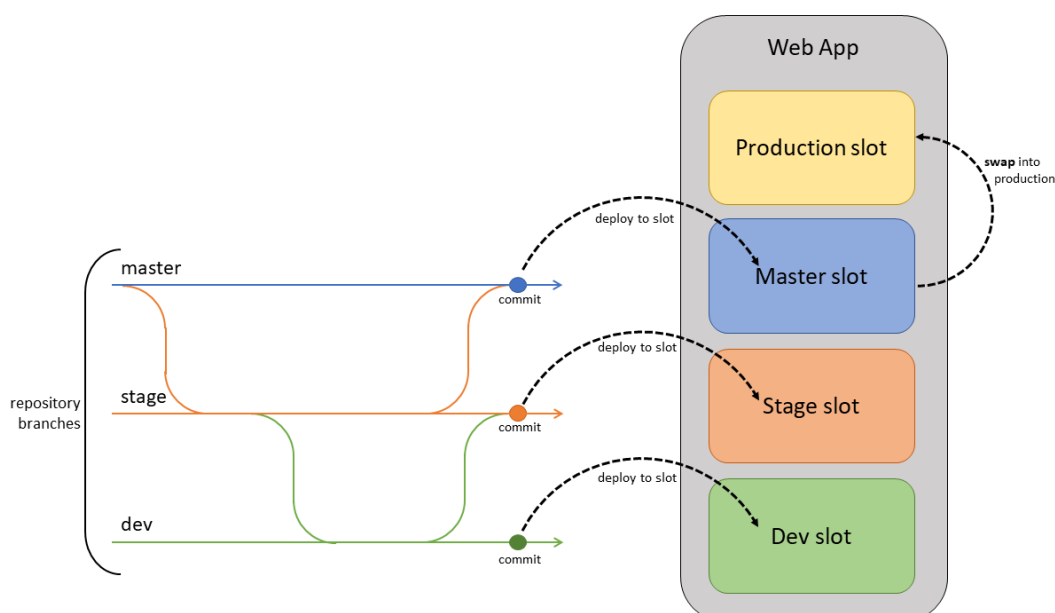 Web App
Production slot
swap into
production
deploy to slot
master
Master slot
commit
deploy to slot
stage
repository
branches
Stage slot
commit
deploy to slot
dev
Dev slot
commit